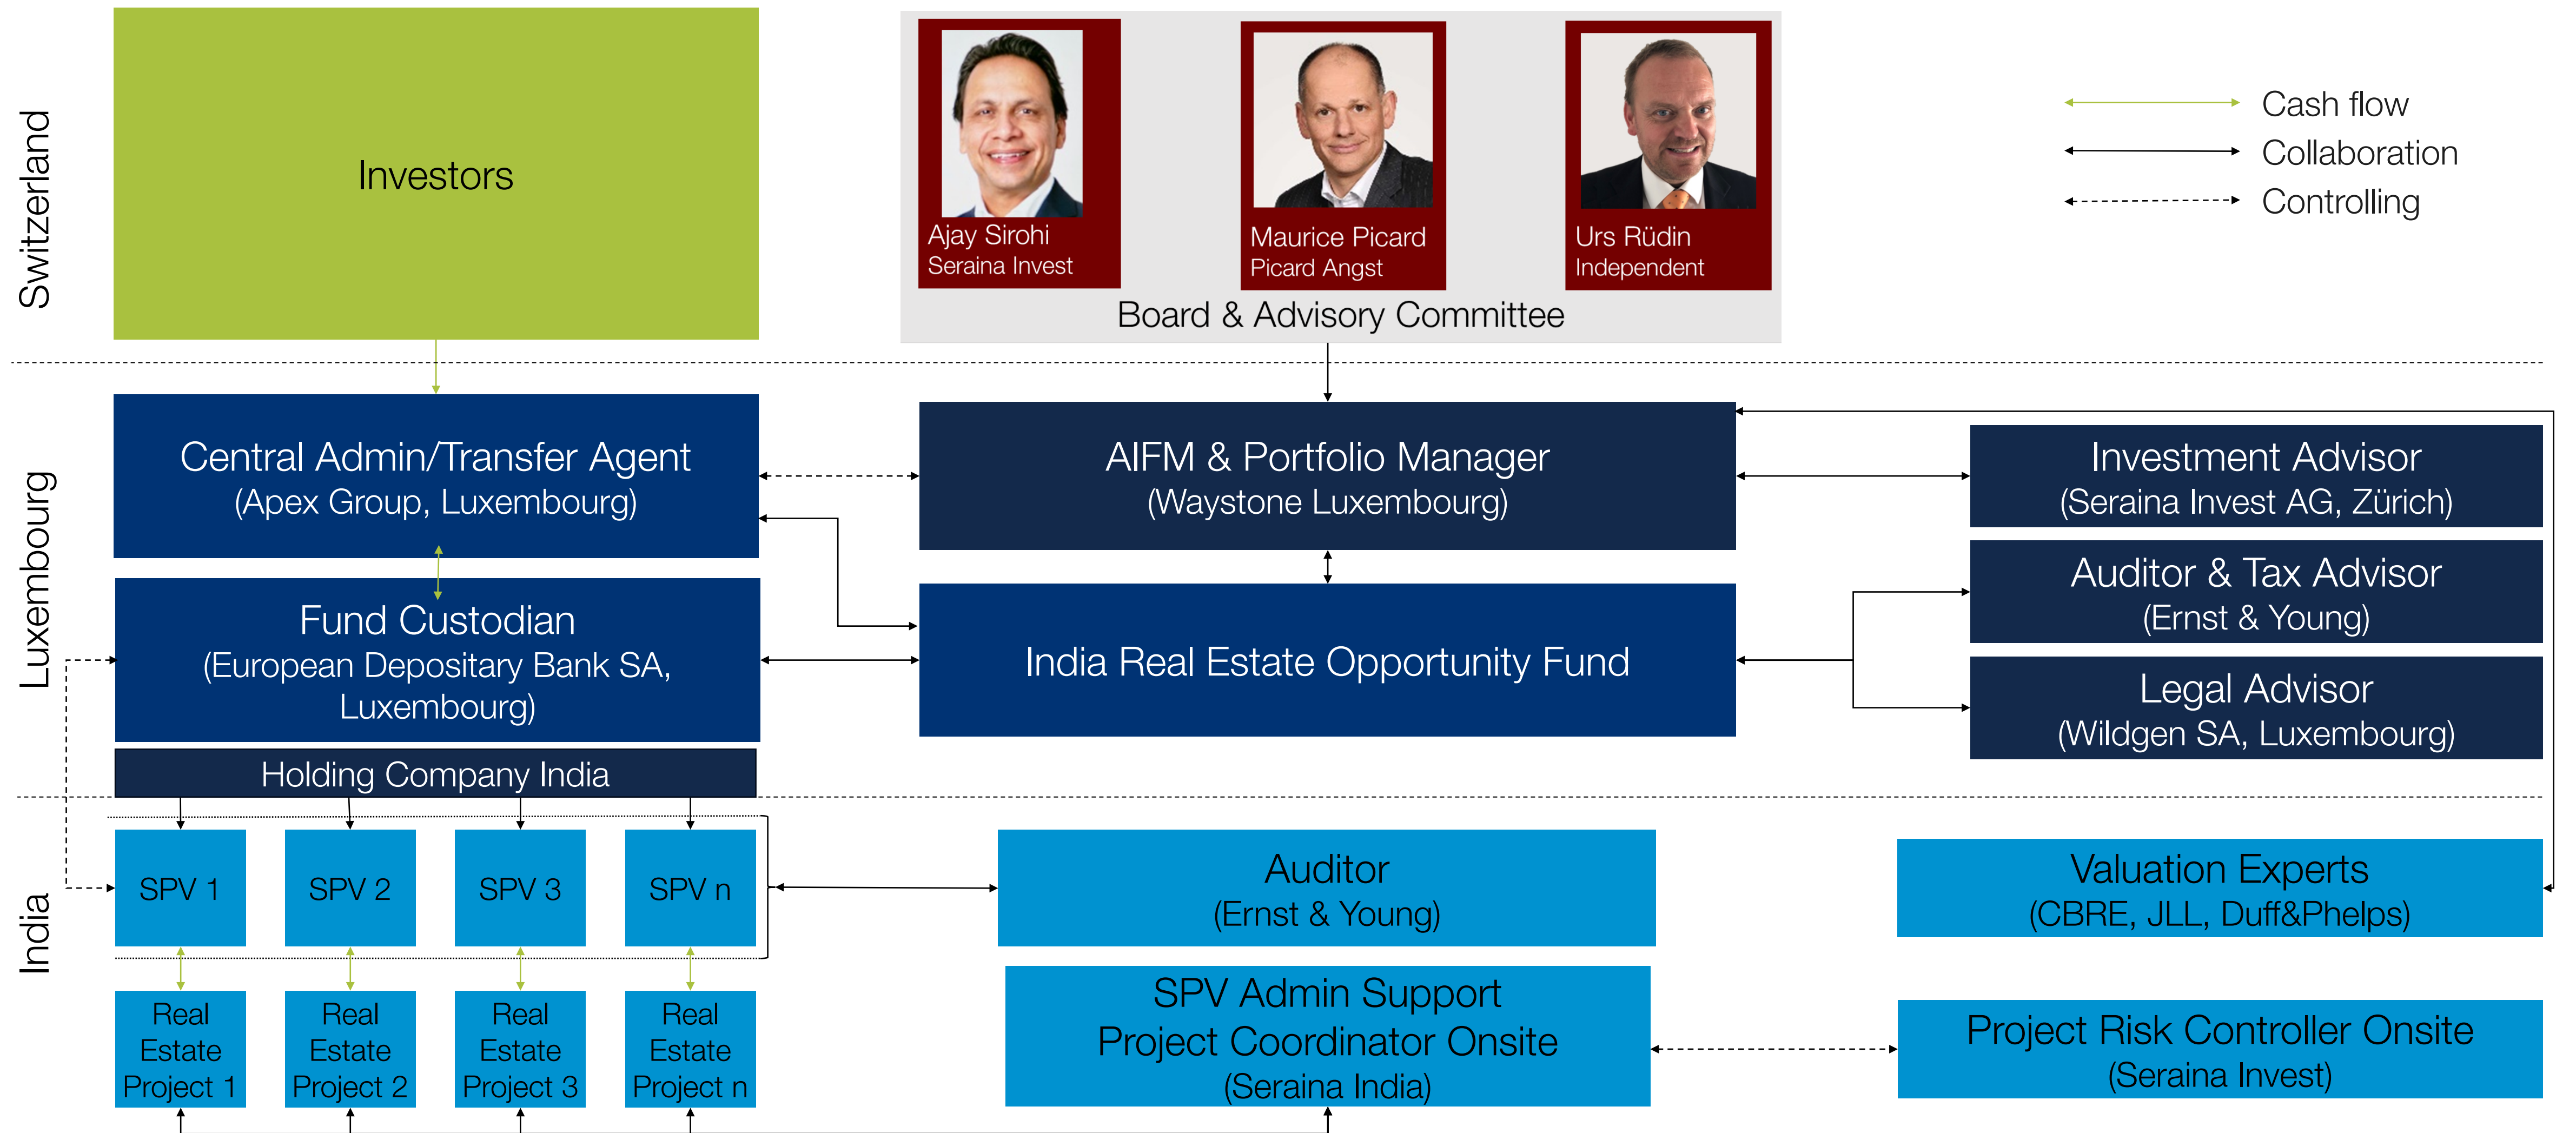 Switzerland
Investors
Ajay Sirohi
Seraina Invest
Maurice Picard
Picard Angst
Urs Rüdin
Independent
Board & Advisory Committee
Cash flow
Collaboration
Controlling
Luxembourg
Central Admin/Transfer Agent
(Apex Group, Luxembourg)
AIFM & Portfolio Manager
(Waystone Luxembourg)
Investment Advisor
(Seraina Invest AG, Zürich)
Auditor & Tax Advisor
(Ernst & Young)
Fund Custodian
(European Depositary Bank SA,
Luxembourg)
India Real Estate Opportunity Fund
Legal Advisor
(Wildgen SA, Luxembourg)
Holding Company India
India
SPV 1
SPV 2
SPV 3
SPV n
Auditor
(Ernst & Young)
Valuation Experts
(CBRE, JLL, Duff&Phelps)
Real
Estate
Project 1
Real
Estate
Project 2
Real
Estate
Project 3
Real
Estate
Project n
SPV Admin Support
Project Coordinator Onsite
(Seraina India)
Project Risk Controller Onsite
(Seraina Invest)